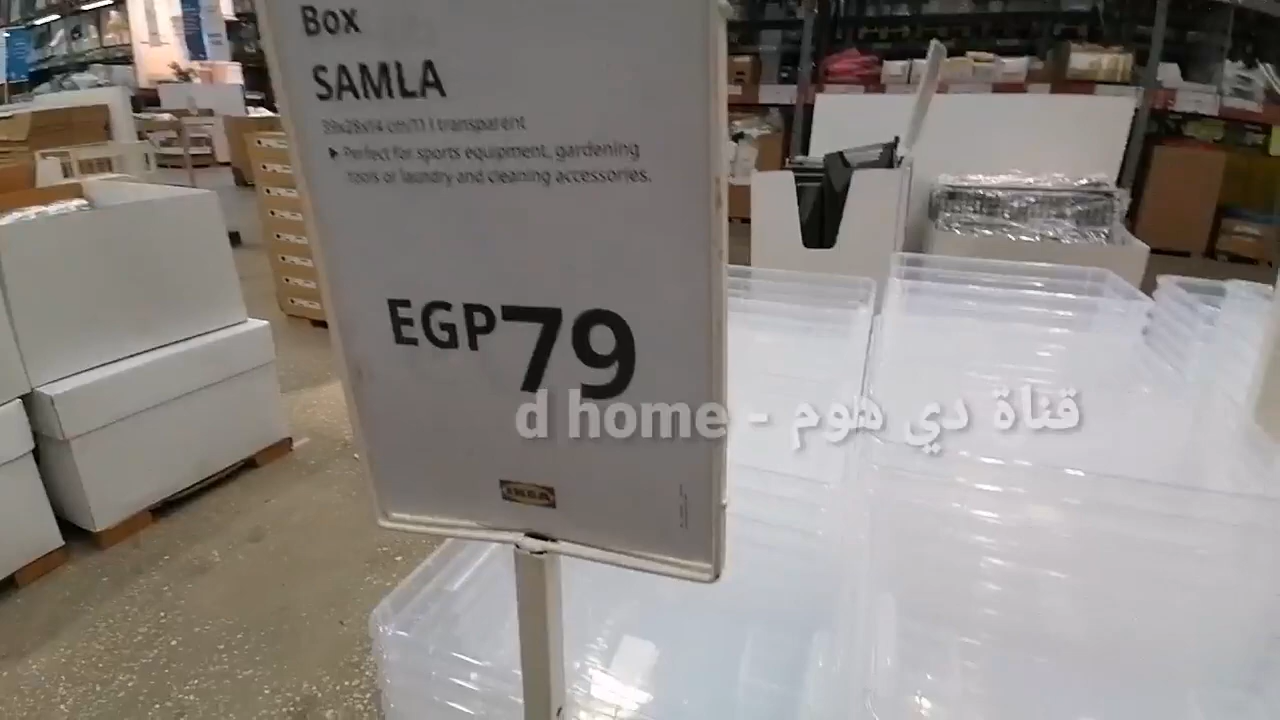 Box
SAMLA
39x28x14 cm/11 l transparent
▶ Perfect for sports equipment, gardening
tools or laundry and cleaning accessories.
EGP79
d home - قناة دي هوم
IKEA